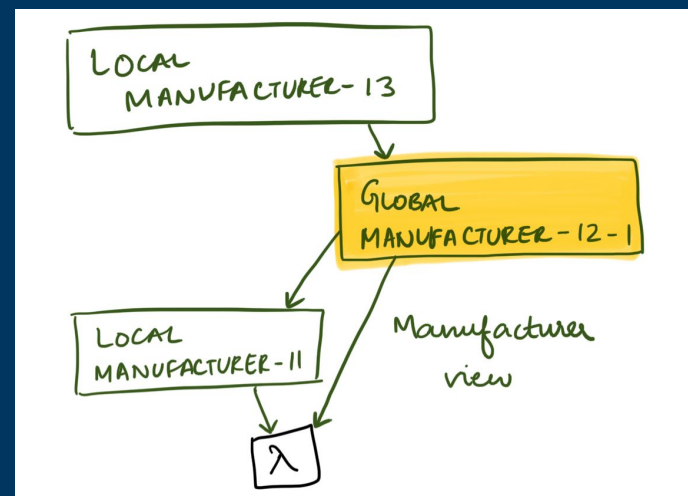 LOCAL
MANUFACTURER-13
GLOBAL
MANUFACTURER-12-1
LOCAL
MANUFACTURER-11
Manufacturer
view
λ